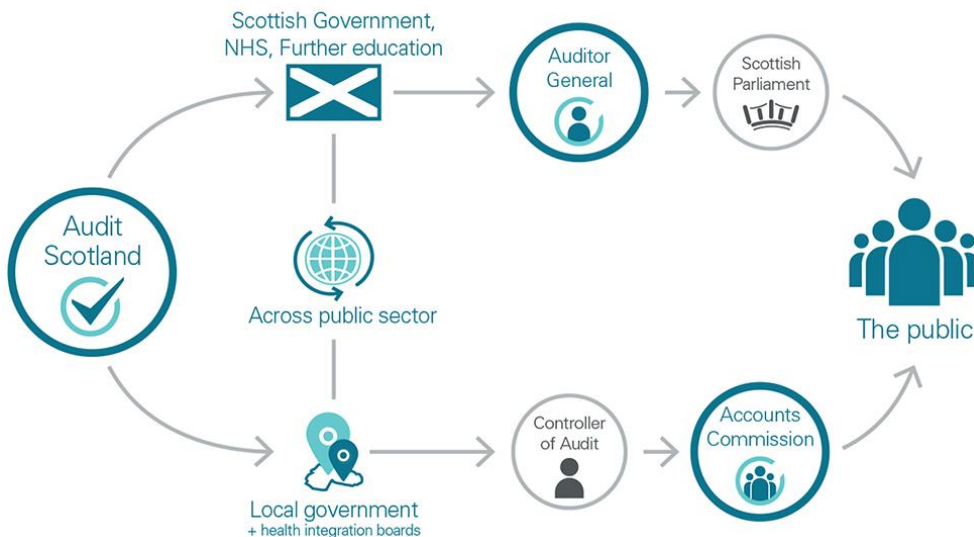 Scottish Government,
NHS, Further education
Auditor
General
Scottish
Parliament
Audit
Scotland
Across public sector
The public
Local government
+ health integration boards
Controller
of Audit
Accounts
Commission